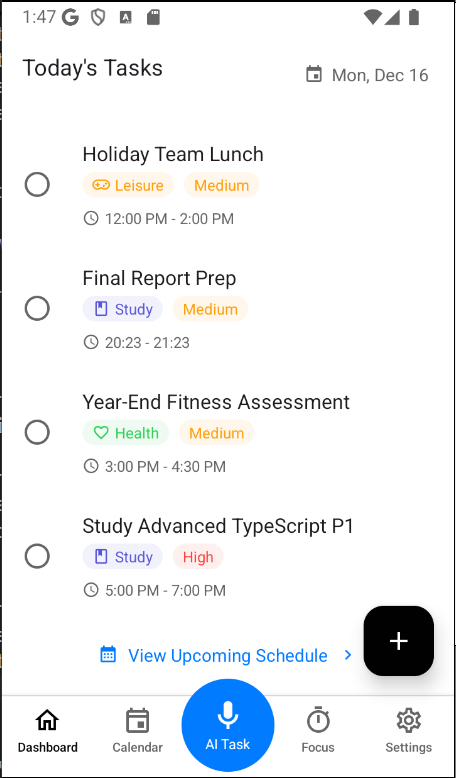 1:47
Today's Tasks
Mon, Dec 16
Holiday Team Lunch
Leisure Medium
12:00 PM - 2:00 PM
Final Report Prep
Study Medium
20:23 - 21:23
Year-End Fitness Assessment
Health Medium
3:00 PM - 4:30 PM
Study Advanced TypeScript P1
Study High
5:00 PM - 7:00 PM
View Upcoming Schedule
Dashboard Calendar AI Task Focus Settings